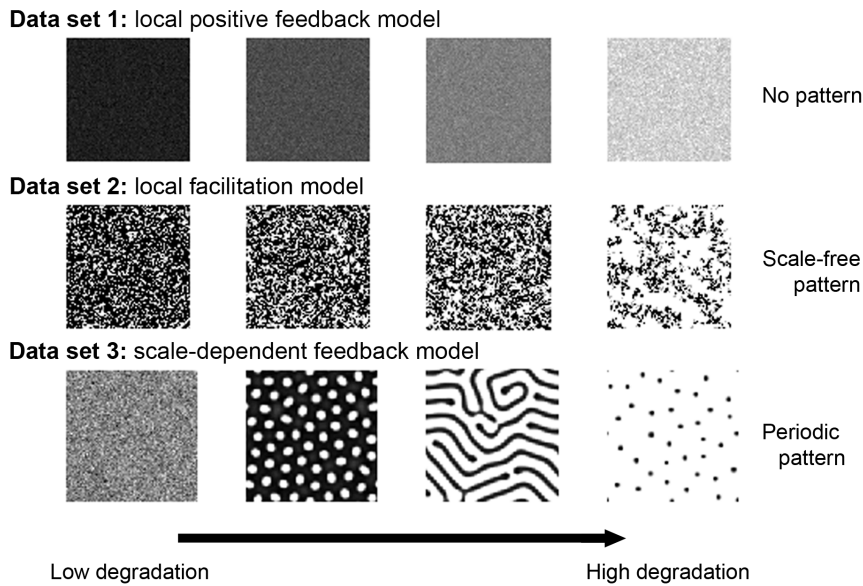 Data set 1: local positive feedback model
No pattern
Data set 2: local facilitation model
Scale-free
pattern
Data set 3: scale-dependent feedback model
Periodic
pattern
Low degradation
High degradation